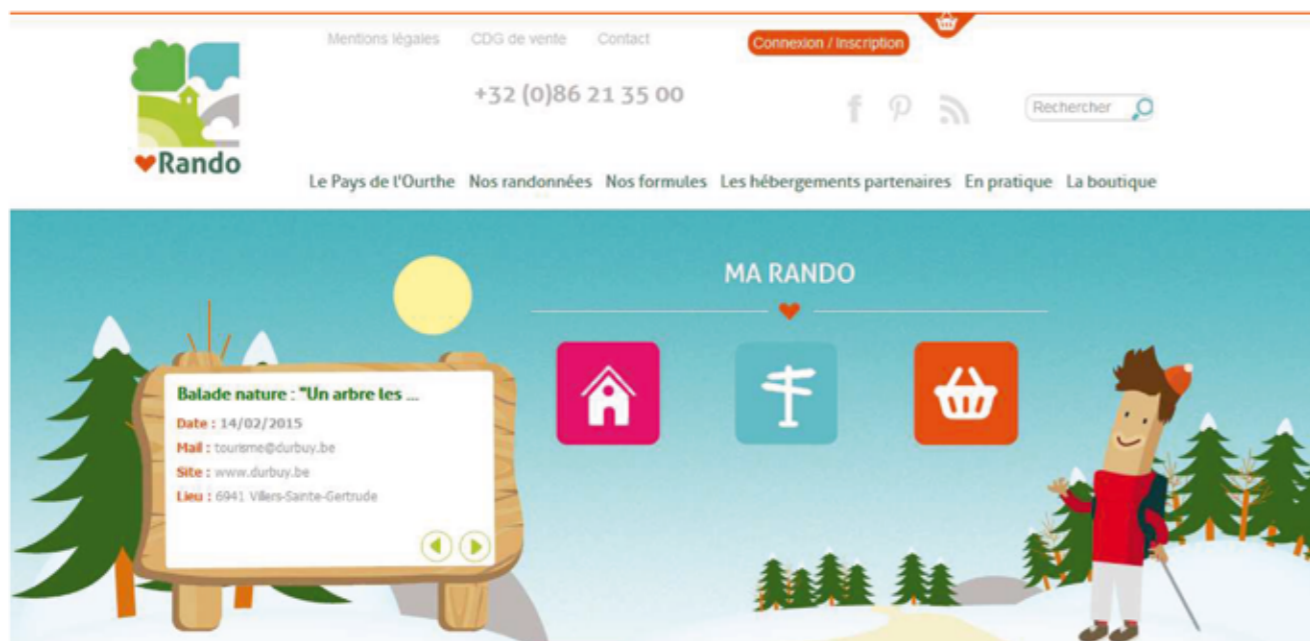 Mentions légales CDG de vente Contact
Connexion / Inscription
+32 (0)86 21 35 00
Rechercher
Rando
Le Pays de l'Ourthe Nos randonnées Nos formules Les hébergements partenaires En pratique La boutique
MA RANDO
Balade nature : "Un arbre les ...
Date : 14/02/2015
Mail : tourisme@durbuy.be
Site : www.durbuy.be
Lieu : 6941 Villers-Sainte-Gertrude